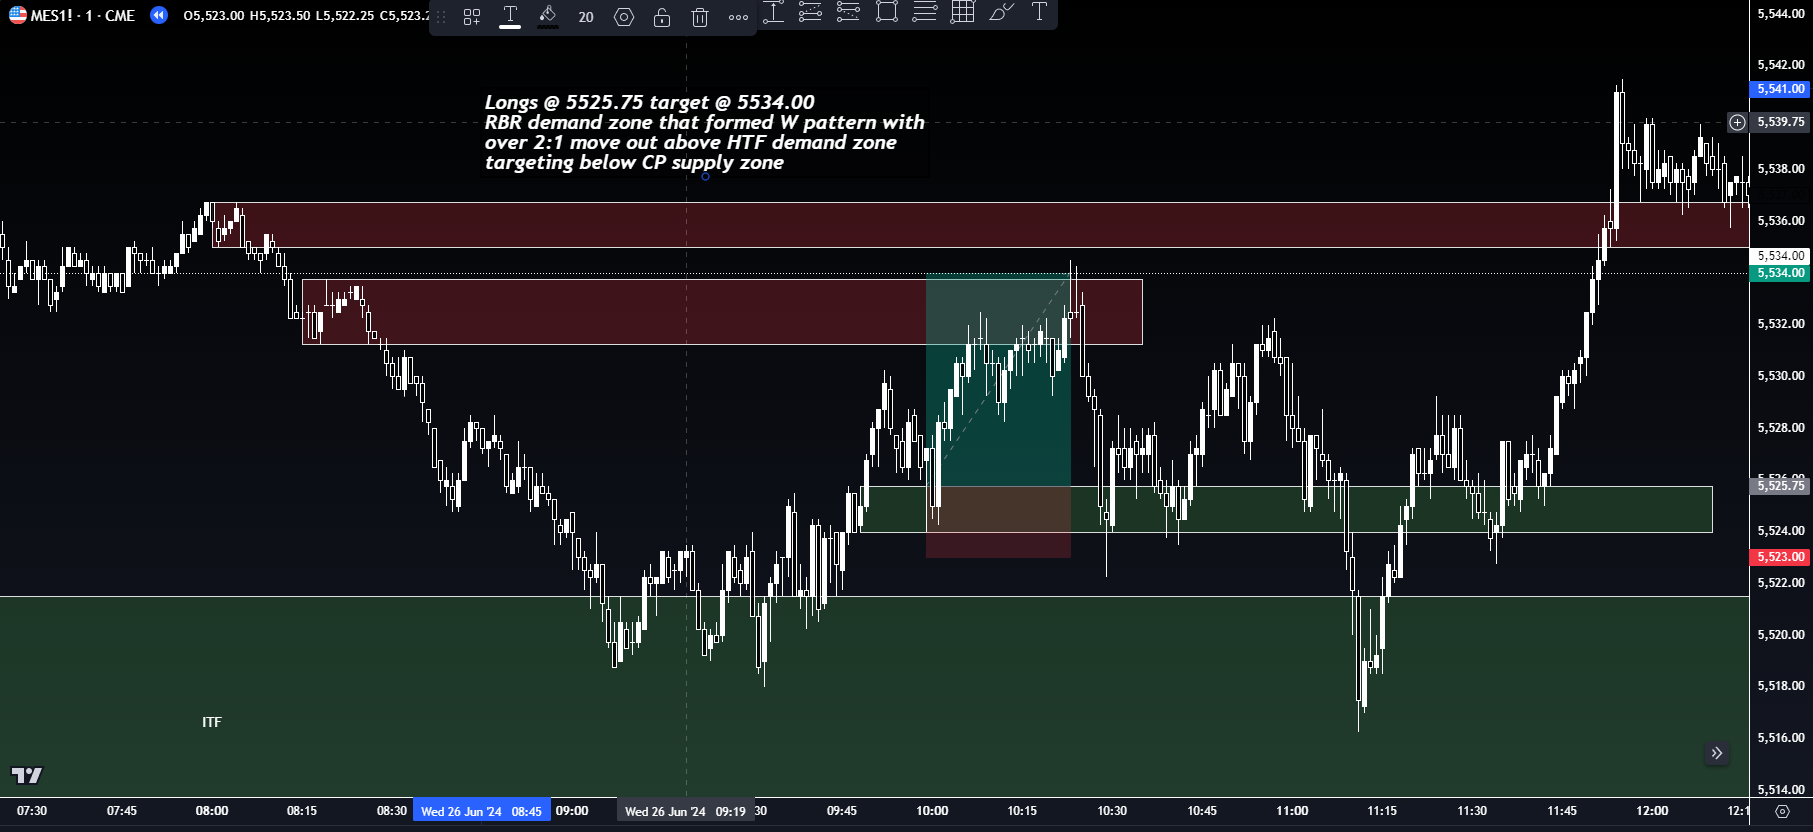 MES1! · 1 · CME O5,523.00 H5,523.50 L5,522.25 C5,523.2
20
T
Longs @ 5525.75 target @ 5534.00
RBR demand zone that formed W pattern with
over 2:1 move out above HTF demand zone
targeting below CP supply zone
ITF
5,544.00
5,542.00
5,541.00
5,539.75
5,538.00
5,536.00
5,534.00
5,534.00
5,532.00
5,530.00
5,528.00
5,525.75
5,524.00
5,523.00
5,522.00
5,520.00
5,518.00
5,516.00
5,514.00
07:30 07:45 08:00 08:15 08:30 Wed 26 Jun '24 08:45 09:00 Wed 26 Jun '24 09:19 :30 09:45 10:00 10:15 10:30 10:45 11:00 11:15 11:30 11:45 12:00 12:1